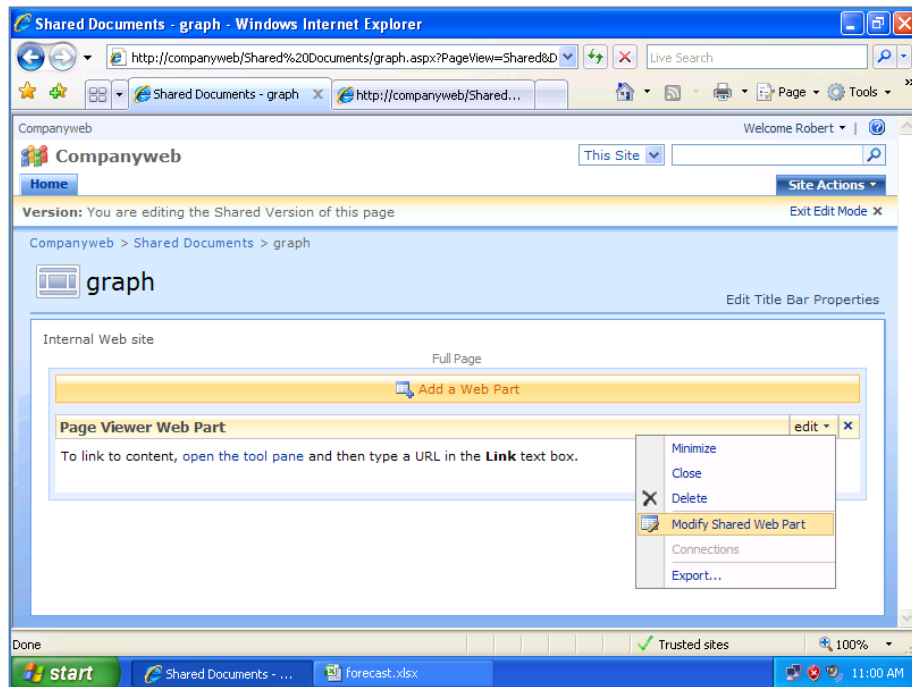 Shared Documents - graph - Windows Internet Explorer
http://companyweb/Shared%20Documents/graph.aspx?PageView=Shared&D
Live Search
Shared Documents - graph
http://companyweb/Shared...
Page
Tools
Companyweb
Welcome Robert
Companyweb
This Site
Home
Site Actions
Version: You are editing the Shared Version of this page
Exit Edit Mode
Companyweb > Shared Documents > graph
graph
Edit Title Bar Properties
Internal Web site
Full Page
Add a Web Part
Page Viewer Web Part
edit
To link to content, open the tool pane and then type a URL in the Link text box.
Minimize
Close
Delete
Modify Shared Web Part
Connections
Export...
Done
Trusted sites
100%
start
Shared Documents - ...
forecast.xlsx
11:00 AM